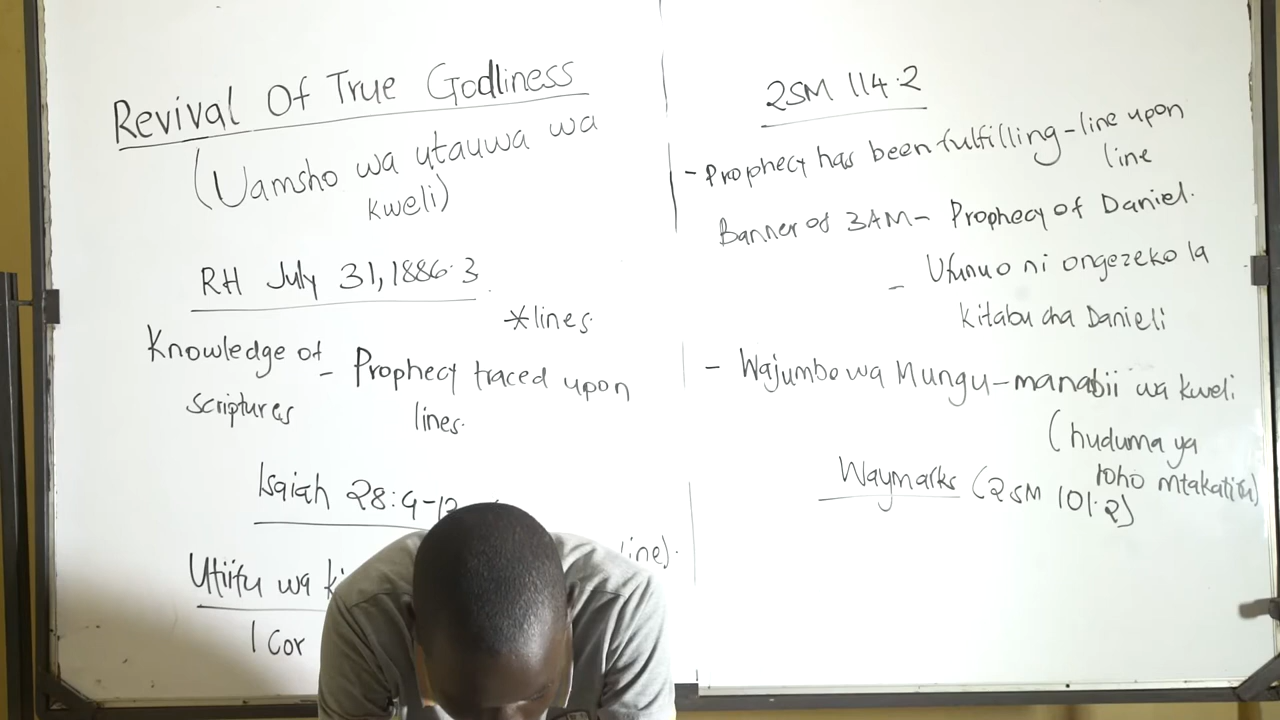 Revival Of True Godliness
(Uamsho wa utauwa wa
kweli)
RH July 31, 1886.3
*lines.
Knowledge of - Prophecy traced upon
scriptures
lines.
Isaiah 28:9-13
Utiifu wa
line).
1 Cor
2SM 114.2
- Prophecy has been fulfilling - line upon
line
Banner of 3AM - Prophecy of Daniel.
- Ufunuo ni ongezeko la
kitabu cha Danieli
- Wajumbe wa Mungu - manabii wa kweli
(huduma ya
roho mtakatifu)
Waymarks (2SM 101.2)